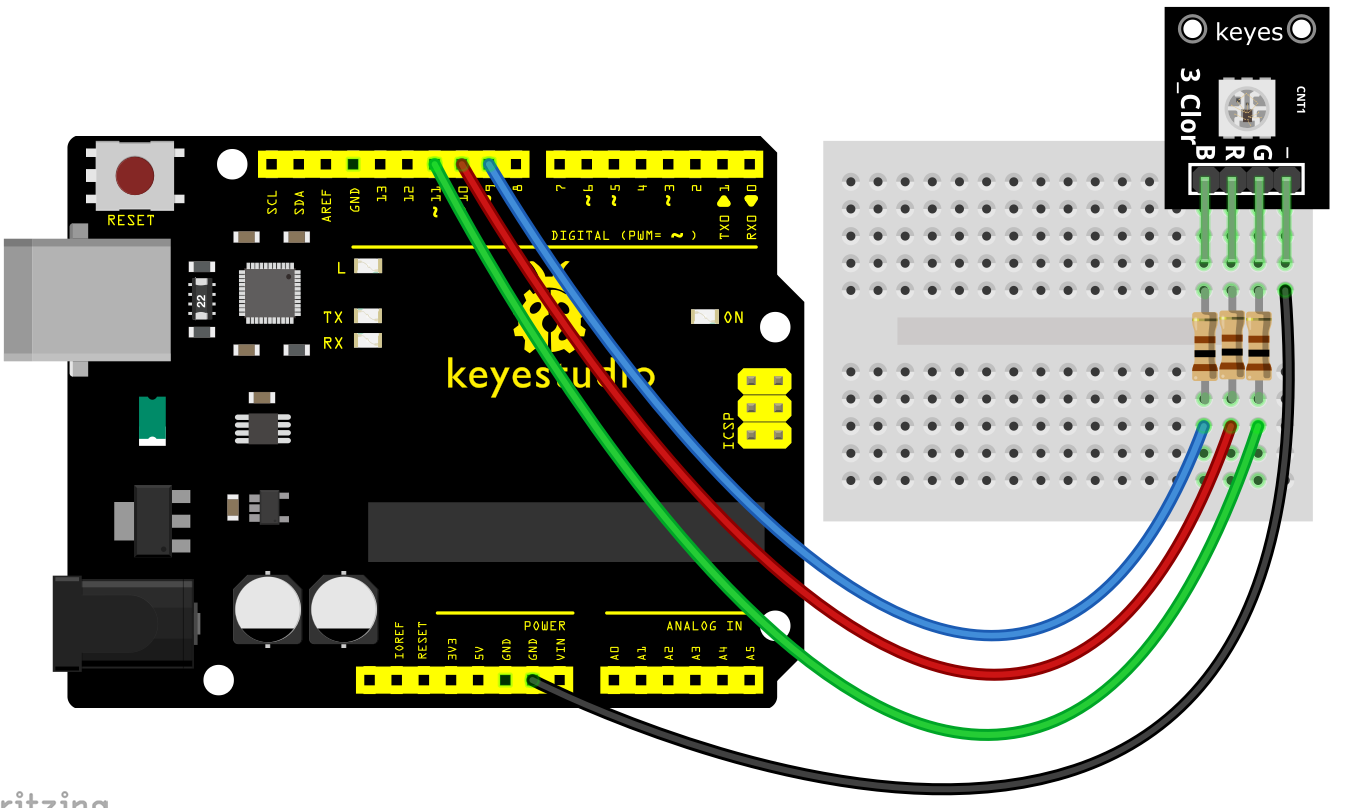 keyes
3_Clor
CNT1
B R G -
RESET
SCL SDA AREF GND 13 12 ~11 10 9 8
7 ~6 ~5 4 ~3 2 TX0▶1 RX0◀0
DIGITAL (PWM= ~ )
L
TX
RX
ON
22
keyestudio
ICSP
POWER
ANALOG IN
IOREF RESET 3V3 5V GND GND VIN
A0 A1 A2 A3 A4 A5
ritzing